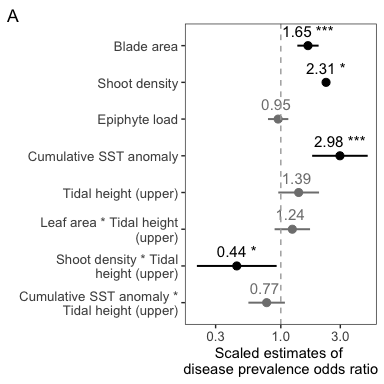 A
Blade area
1.65 ***
Shoot density
2.31 *
Epiphyte load
0.95
Cumulative SST anomaly
2.98 ***
Tidal height (upper)
1.39
Leaf area * Tidal height
(upper)
1.24
Shoot density * Tidal
height (upper)
0.44 *
Cumulative SST anomaly *
Tidal height (upper)
0.77
0.3 1.0 3.0
Scaled estimates of
disease prevalence odds ratio